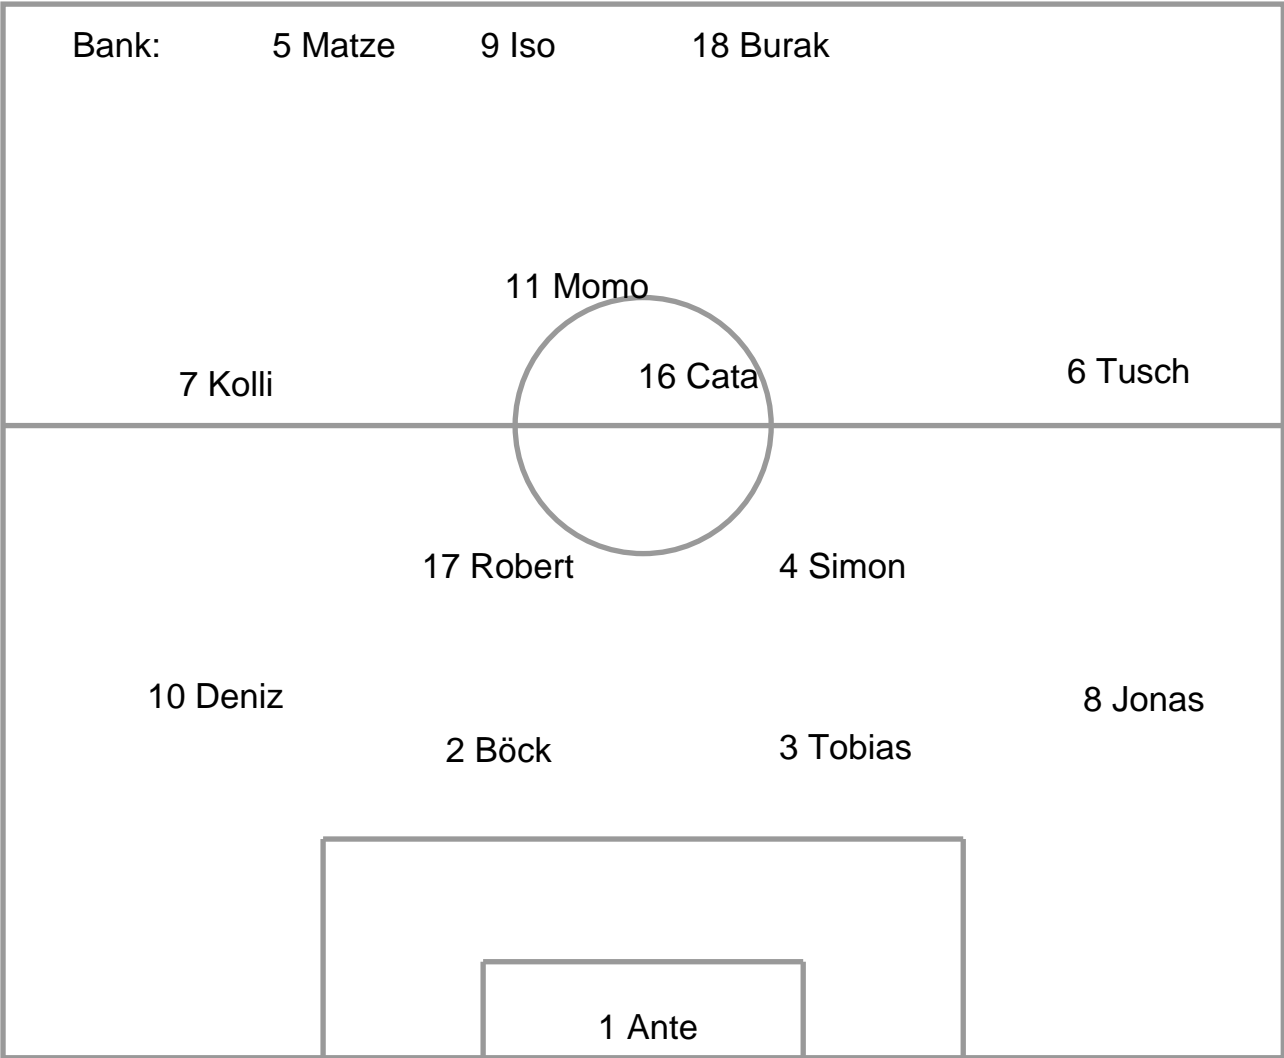 Bank: 5 Matze 9 Iso 18 Burak
11 Momo
7 Kolli 16 Cata 6 Tusch
17 Robert 4 Simon
10 Deniz 8 Jonas
2 Böck 3 Tobias
1 Ante